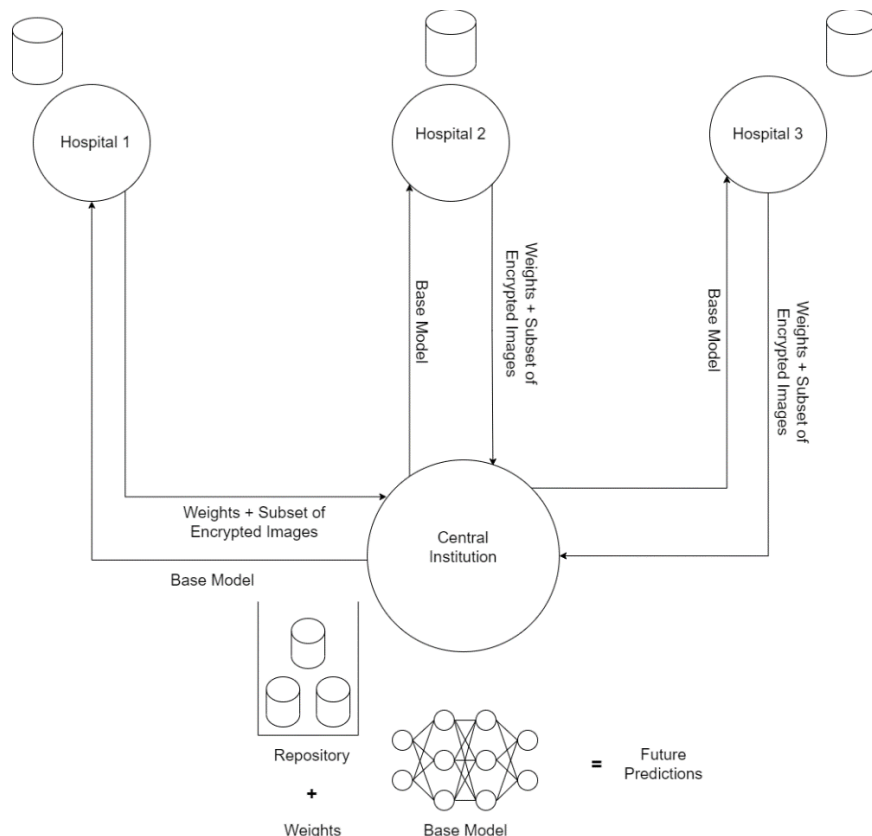 Hospital 1
Hospital 2
Hospital 3
Base Model
Weights + Subset of
Encrypted Images
Base Model
Weights + Subset of
Encrypted Images
Weights + Subset of
Encrypted Images
Base Model
Central
Institution
Repository
+
Weights
Base Model
=
Future
Predictions